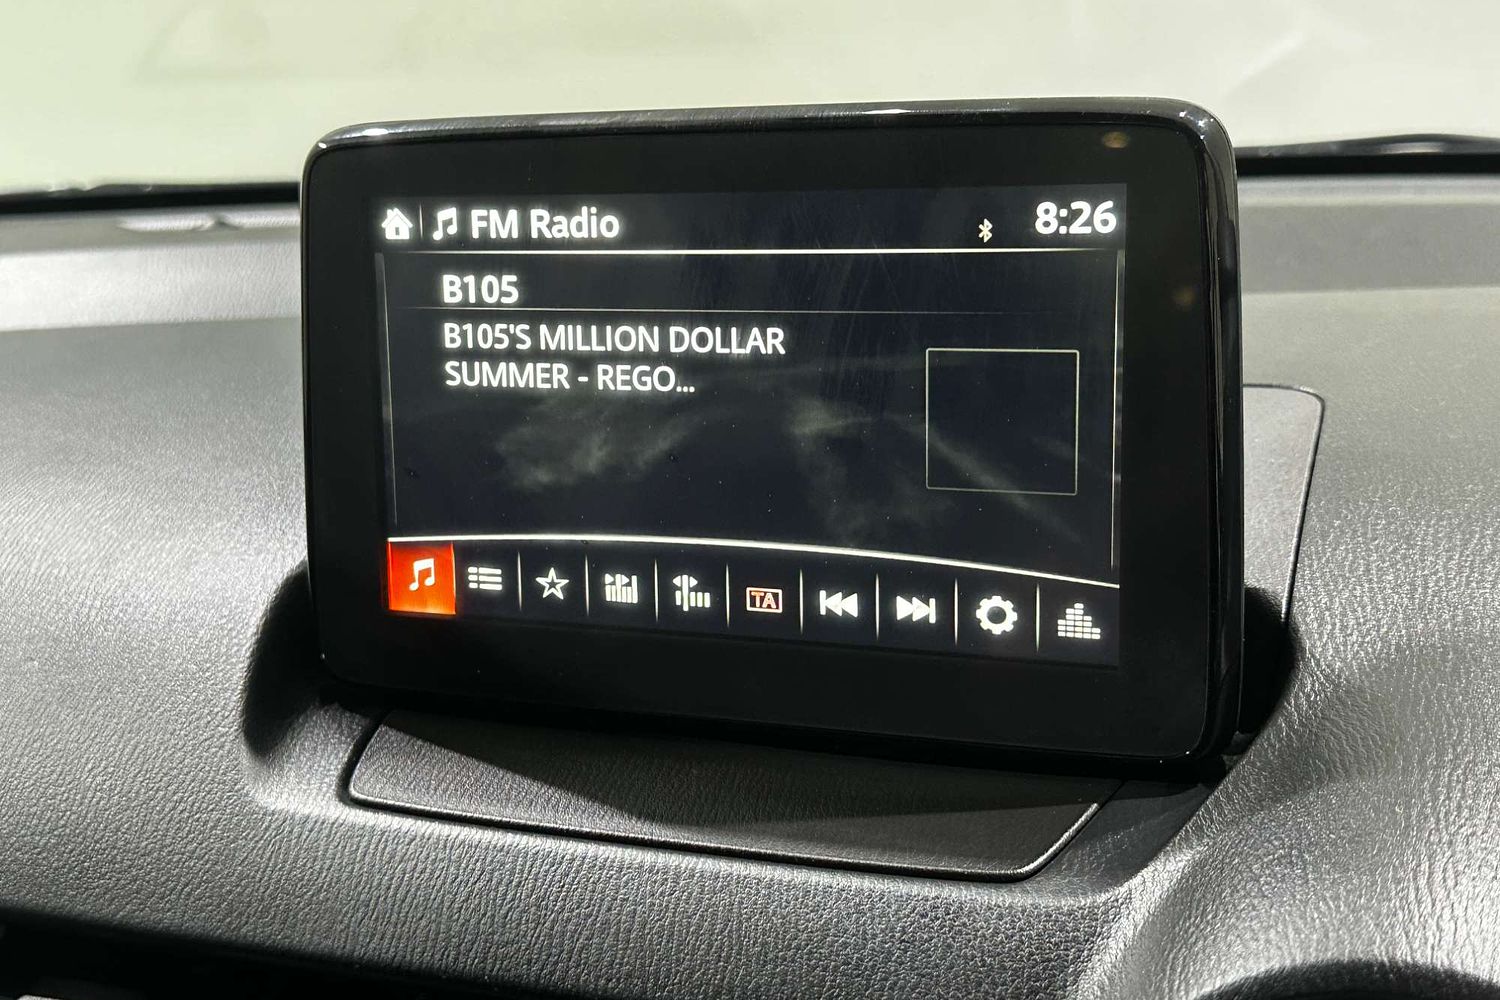 FM Radio
8:26
B105
B105'S MILLION DOLLAR
SUMMER - REGO...
TA